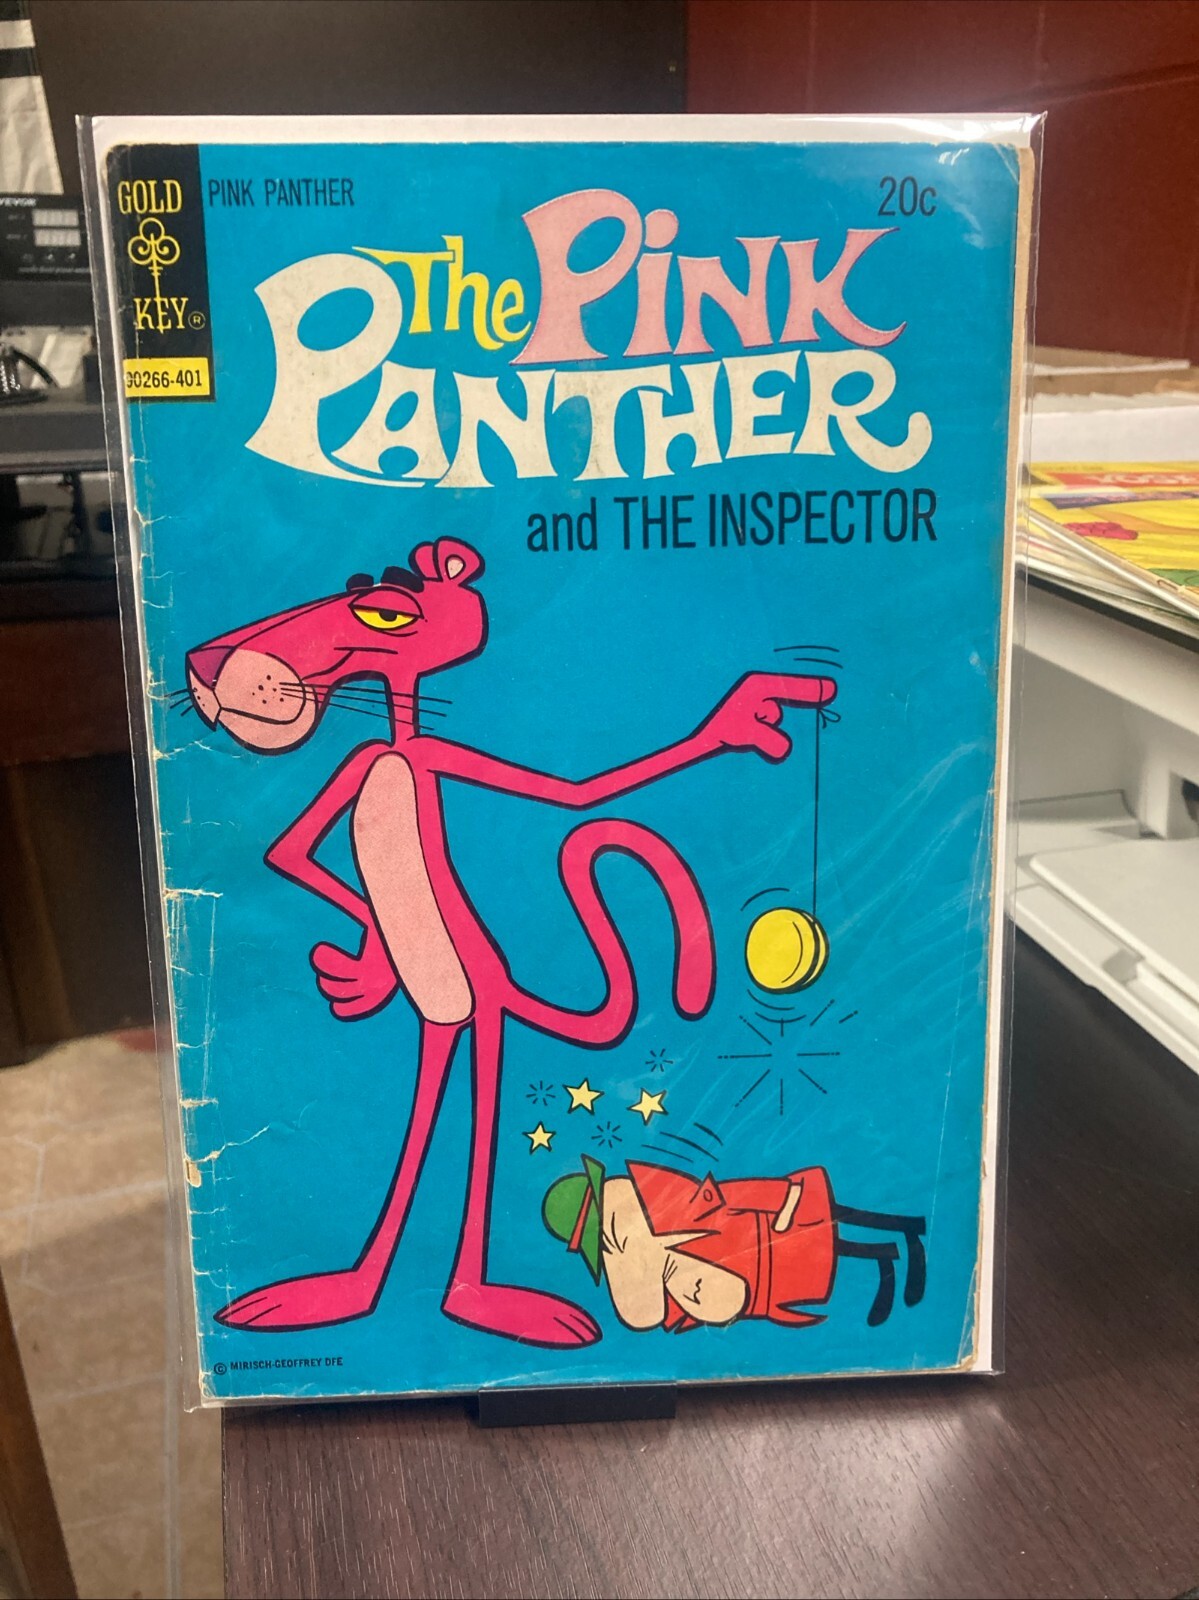 GOLD
KEY®
PINK PANTHER
20c
The PiNK
PANTHER
and THE INSPECTOR
90266-401
© MIRISCH-GEOFFREY DFE